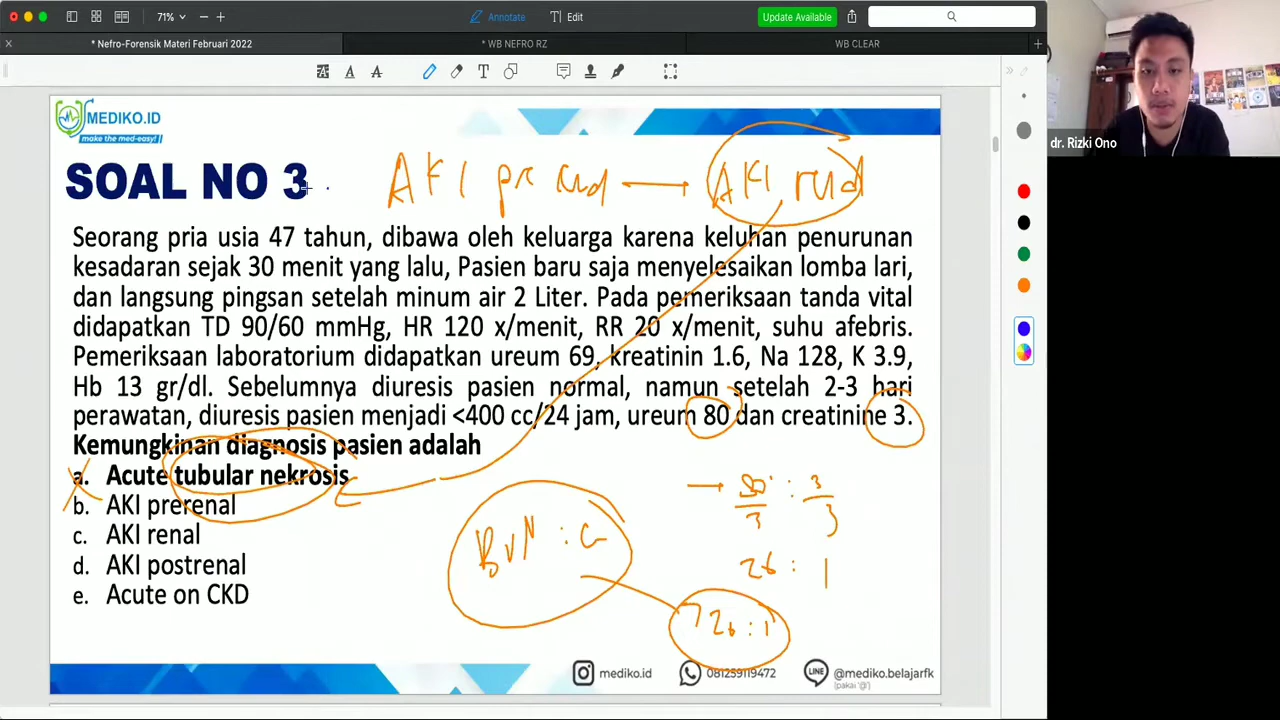 71%
Annotate
Edit
Update Available
* Nefro-Forensik Materi Februari 2022
* WB NEFRO RZ
WB CLEAR
dr. Rizki Ono
MEDIKO.ID
make the med-easy!
SOAL NO 3
AKI
AKI
Seorang pria usia 47 tahun, dibawa oleh keluarga karena keluhan penurunan
kesadaran sejak 30 menit yang lalu, Pasien baru saja menyelesaikan lomba lari,
dan langsung pingsan setelah minum air 2 Liter. Pada pemeriksaan tanda vital
didapatkan TD 90/60 mmHg, HR 120 x/menit, RR 20 x/menit, suhu afebris.
Pemeriksaan laboratorium didapatkan ureum 69, kreatinin 1.6, Na 128, K 3.9,
Hb 13 gr/dl. Sebelumnya diuresis pasien normal, namun setelah 2-3 hari
perawatan, diuresis pasien menjadi <400 cc/24 jam, ureum 80 dan creatinine 3.
Kemungkinan diagnosis pasien adalah
a. Acute tubular nekrosis
b. AKI prerenal
c. AKI renal
d. AKI postrenal
e. Acute on CKD
80 : 3
3 3
26 : 1
BUN :
26 : 1
mediko.id
081259119472
@mediko.belajarfk
(pakai '@')